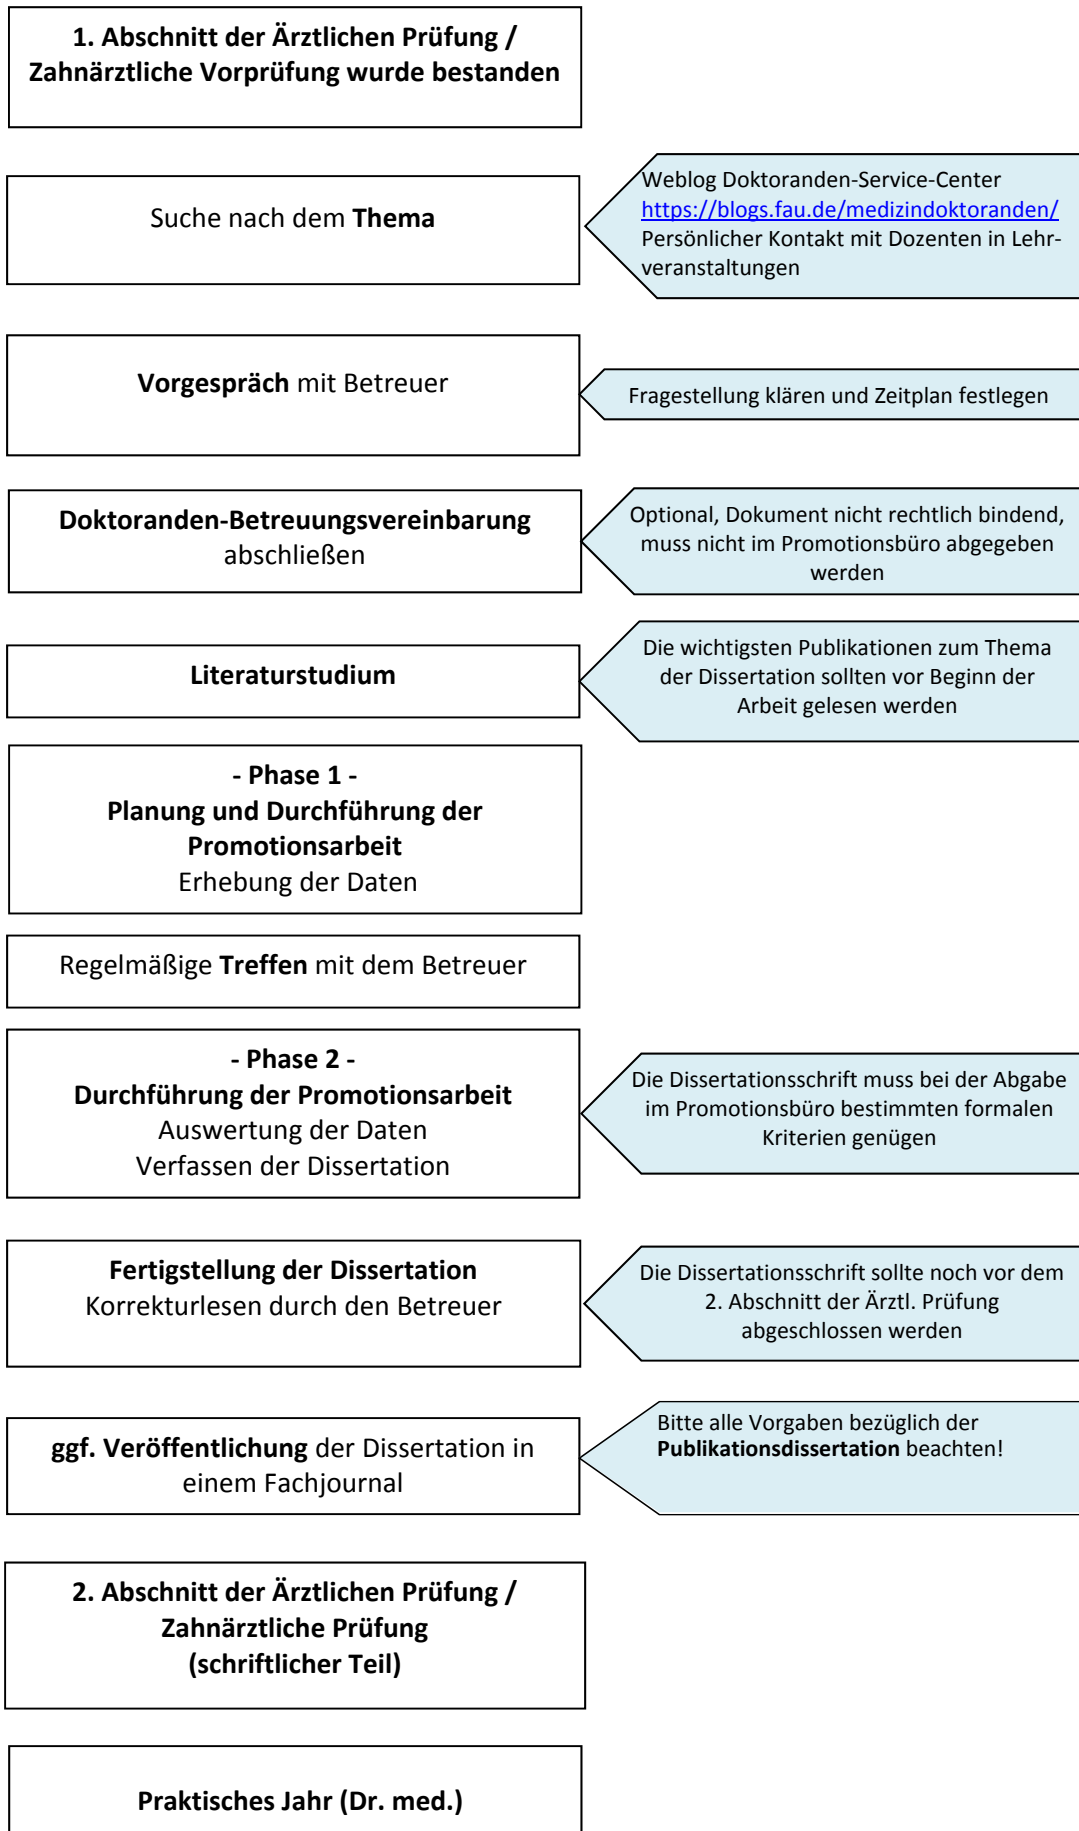 1. Abschnitt der Ärztlichen Prüfung /
Zahnärztliche Vorprüfung wurde bestanden
Suche nach dem Thema
Weblog Doktoranden-Service-Center
https://blogs.fau.de/medizindoktoranden/
Persönlicher Kontakt mit Dozenten in Lehr-
veranstaltungen
Vorgespräch mit Betreuer
Fragestellung klären und Zeitplan festlegen
Doktoranden-Betreuungsvereinbarung
abschließen
Optional, Dokument nicht rechtlich bindend,
muss nicht im Promotionsbüro abgegeben
werden
Literaturstudium
Die wichtigsten Publikationen zum Thema
der Dissertation sollten vor Beginn der
Arbeit gelesen werden
- Phase 1 -
Planung und Durchführung der
Promotionsarbeit
Erhebung der Daten
Regelmäßige Treffen mit dem Betreuer
- Phase 2 -
Durchführung der Promotionsarbeit
Auswertung der Daten
Verfassen der Dissertation
Die Dissertationsschrift muss bei der Abgabe
im Promotionsbüro bestimmten formalen
Kriterien genügen
Fertigstellung der Dissertation
Korrekturlesen durch den Betreuer
Die Dissertationsschrift sollte noch vor dem
2. Abschnitt der Ärztl. Prüfung
abgeschlossen werden
ggf. Veröffentlichung der Dissertation in
einem Fachjournal
Bitte alle Vorgaben bezüglich der
Publikationsdissertation beachten!
2. Abschnitt der Ärztlichen Prüfung /
Zahnärztliche Prüfung
(schriftlicher Teil)
Praktisches Jahr (Dr. med.)